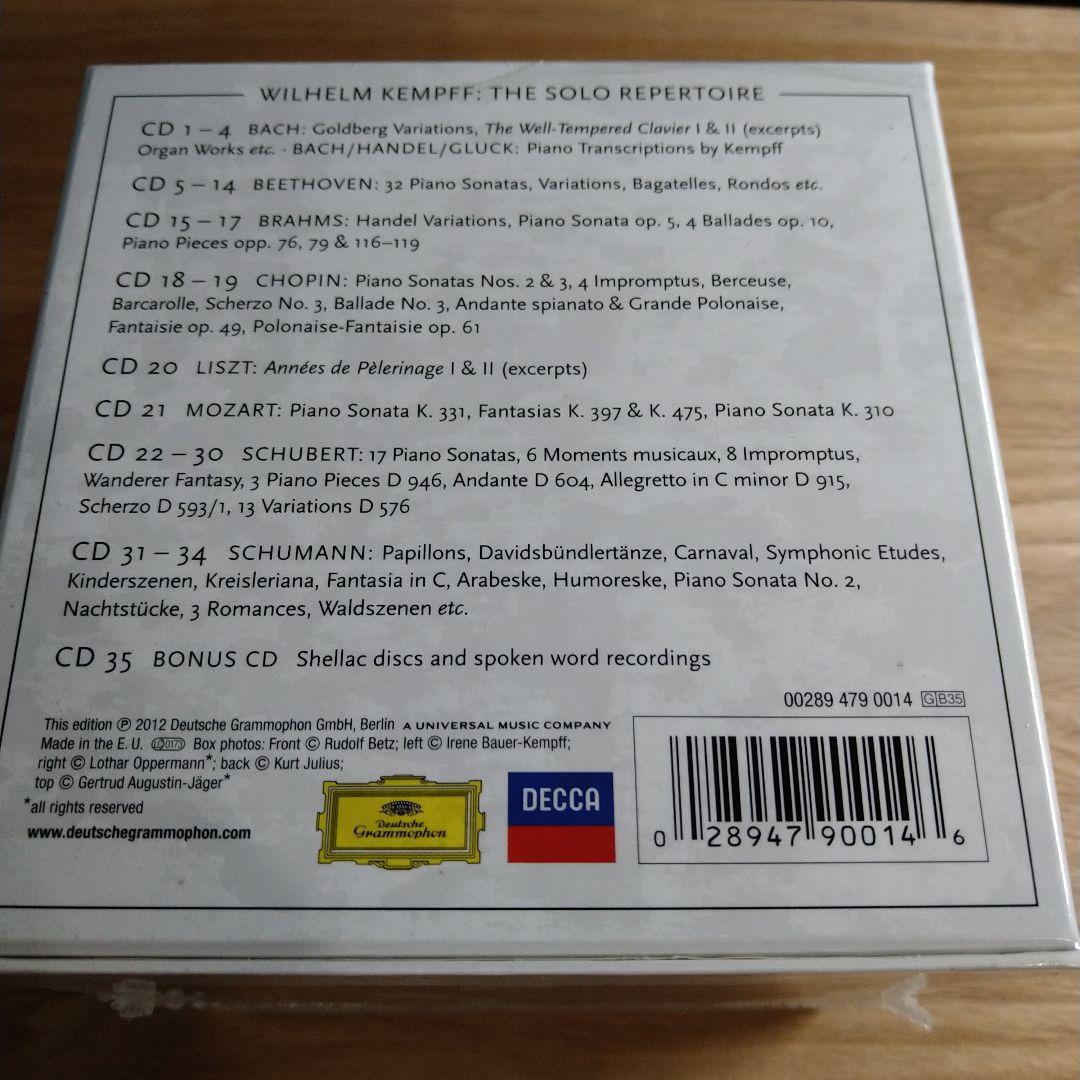 WILHELM KEMPFF: THE SOLO REPERTOIRE
CD 1 – 4 BACH: Goldberg Variations, The Well-Tempered Clavier I & II (excerpts)
Organ Works etc. · BACH/HANDEL/GLUCK: Piano Transcriptions by Kempff
CD 5 – 14 BEETHOVEN: 32 Piano Sonatas, Variations, Bagatelles, Rondos etc.
CD 15 – 17 BRAHMS: Handel Variations, Piano Sonata op. 5, 4 Ballades op. 10,
Piano Pieces opp. 76, 79 & 116–119
CD 18 – 19 CHOPIN: Piano Sonatas Nos. 2 & 3, 4 Impromptus, Berceuse,
Barcarolle, Scherzo No. 3, Ballade No. 3, Andante spianato & Grande Polonaise,
Fantaisie op. 49, Polonaise-Fantaisie op. 61
CD 20 LISZT: Années de Pèlerinage I & II (excerpts)
CD 21 MOZART: Piano Sonata K. 331, Fantasias K. 397 & K. 475, Piano Sonata K. 310
CD 22 – 30 SCHUBERT: 17 Piano Sonatas, 6 Moments musicaux, 8 Impromptus,
Wanderer Fantasy, 3 Piano Pieces D 946, Andante D 604, Allegretto in C minor D 915,
Scherzo D 593/1, 13 Variations D 576
CD 31 – 34 SCHUMANN: Papillons, Davidsbündlertänze, Carnaval, Symphonic Etudes,
Kinderszenen, Kreisleriana, Fantasia in C, Arabeske, Humoreske, Piano Sonata No. 2,
Nachtstücke, 3 Romances, Waldszenen etc.
CD 35 BONUS CD Shellac discs and spoken word recordings
00289 479 0014 G B35
This edition ℗ 2012 Deutsche Grammophon GmbH, Berlin A UNIVERSAL MUSIC COMPANY
Made in the E. U. LC 0173 Box photos: Front © Rudolf Betz; left © Irene Bauer-Kempff;
right © Lothar Oppermann*; back © Kurt Julius;
top © Gertrud Augustin-Jäger*
*all rights reserved
www.deutschegrammophon.com
Deutsche
Grammophon
DECCA
0 28947 90014 6